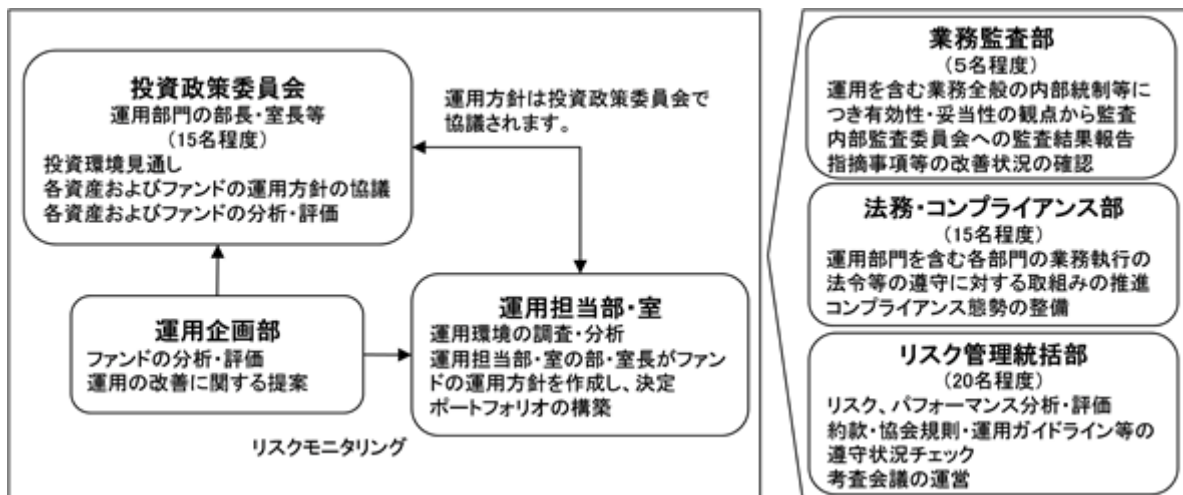 投資政策委員会
運用部門の部長・室長等
(15名程度)
投資環境見通し
各資産およびファンドの運用方針の協議
各資産およびファンドの分析・評価
運用方針は投資政策委員会で
協議されます。
運用企画部
ファンドの分析・評価
運用の改善に関する提案
運用担当部・室
運用環境の調査・分析
運用担当部・室の部・室長がファン
ドの運用方針を作成し、決定
ポートフォリオの構築
リスクモニタリング
業務監査部
(5名程度)
運用を含む業務全般の内部統制等に
つき有効性・妥当性の観点から監査
内部監査委員会への監査結果報告
指摘事項等の改善状況の確認
法務・コンプライアンス部
(15名程度)
運用部門を含む各部門の業務執行の
法令等の遵守に対する取組みの推進
コンプライアンス態勢の整備
リスク管理統括部
(20名程度)
リスク、パフォーマンス分析・評価
約款・協会規則・運用ガイドライン等の
遵守状況チェック
考査会議の運営